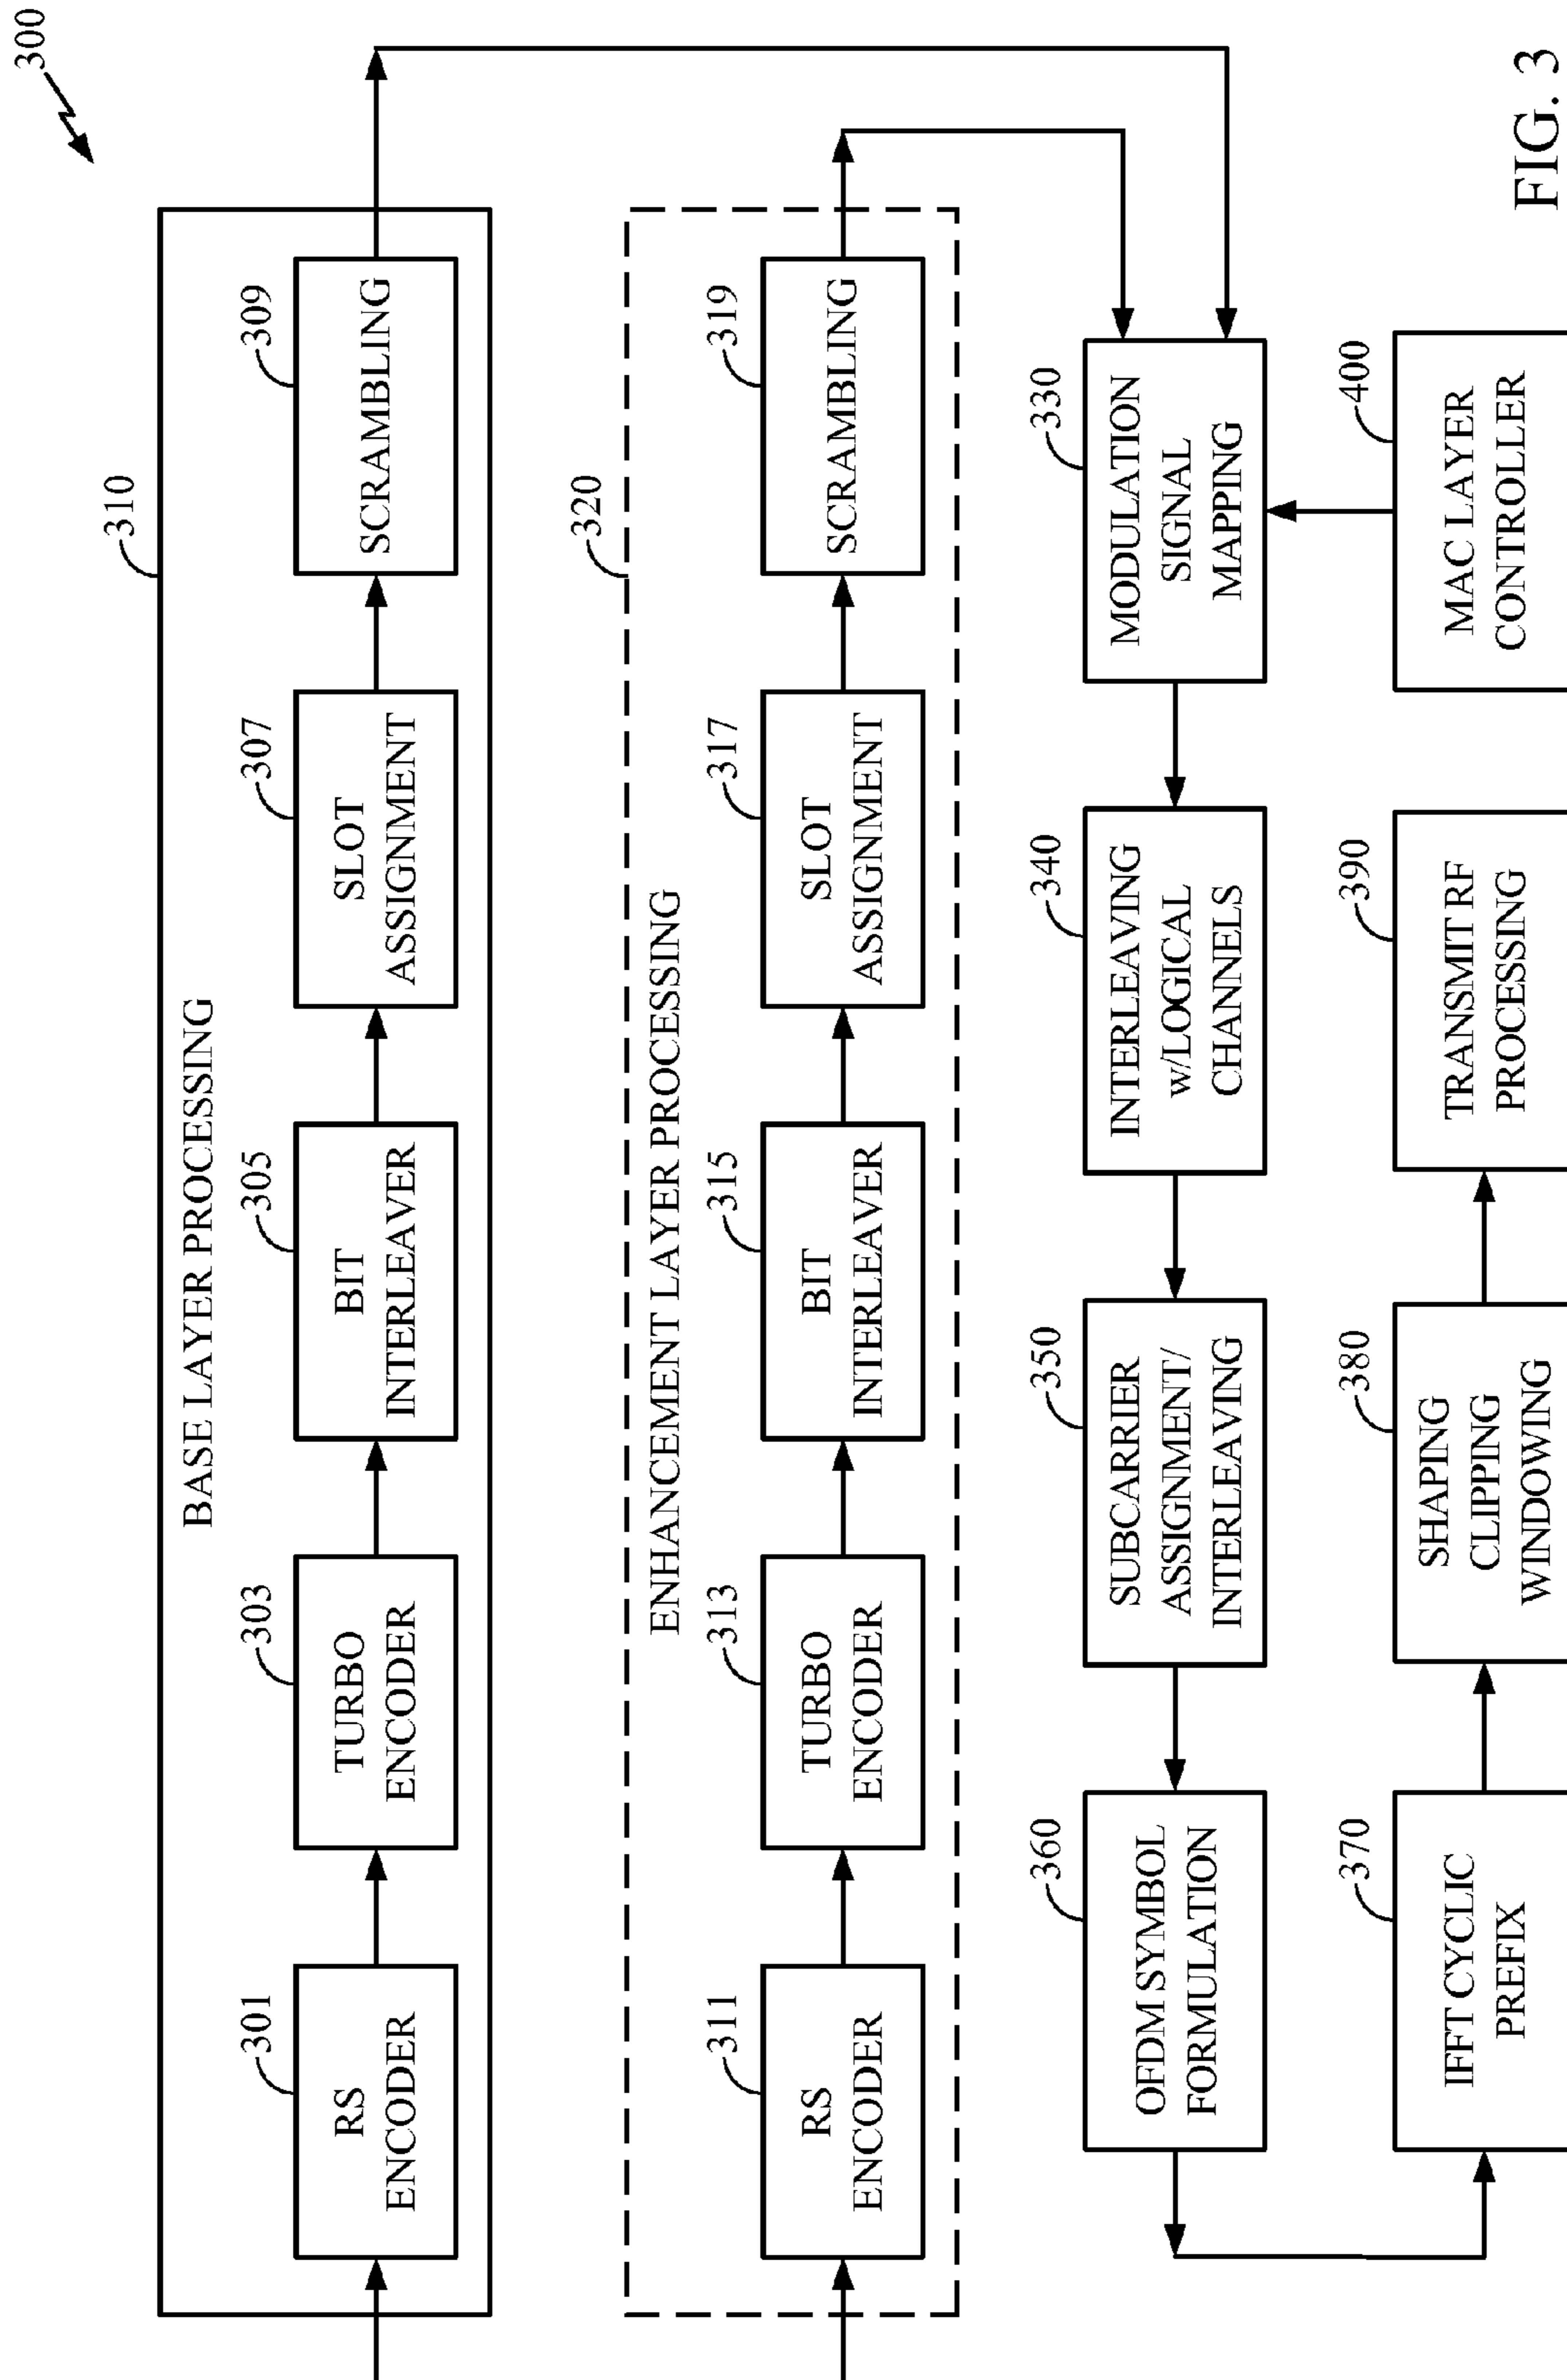 300
310
BASE LAYER PROCESSING
301
RS
ENCODER
303
TURBO
ENCODER
305
BIT
INTERLEAVER
307
SLOT
ASSIGNMENT
309
SCRAMBLING
320
ENHANCEMENT LAYER PROCESSING
311
RS
ENCODER
313
TURBO
ENCODER
315
BIT
INTERLEAVER
317
SLOT
ASSIGNMENT
319
SCRAMBLING
360
OFDM SYMBOL
FORMULATION
350
SUBCARRIER
ASSIGNMENT/
INTERLEAVING
340
INTERLEAVING
w/LOGICAL
CHANNELS
330
MODULATION
SIGNAL
MAPPING
370
IFFT CYCLIC
PREFIX
380
SHAPING
CLIPPING
WINDOWING
390
TRANSMIT RF
PROCESSING
400
MAC LAYER
CONTROLLER
FIG. 3